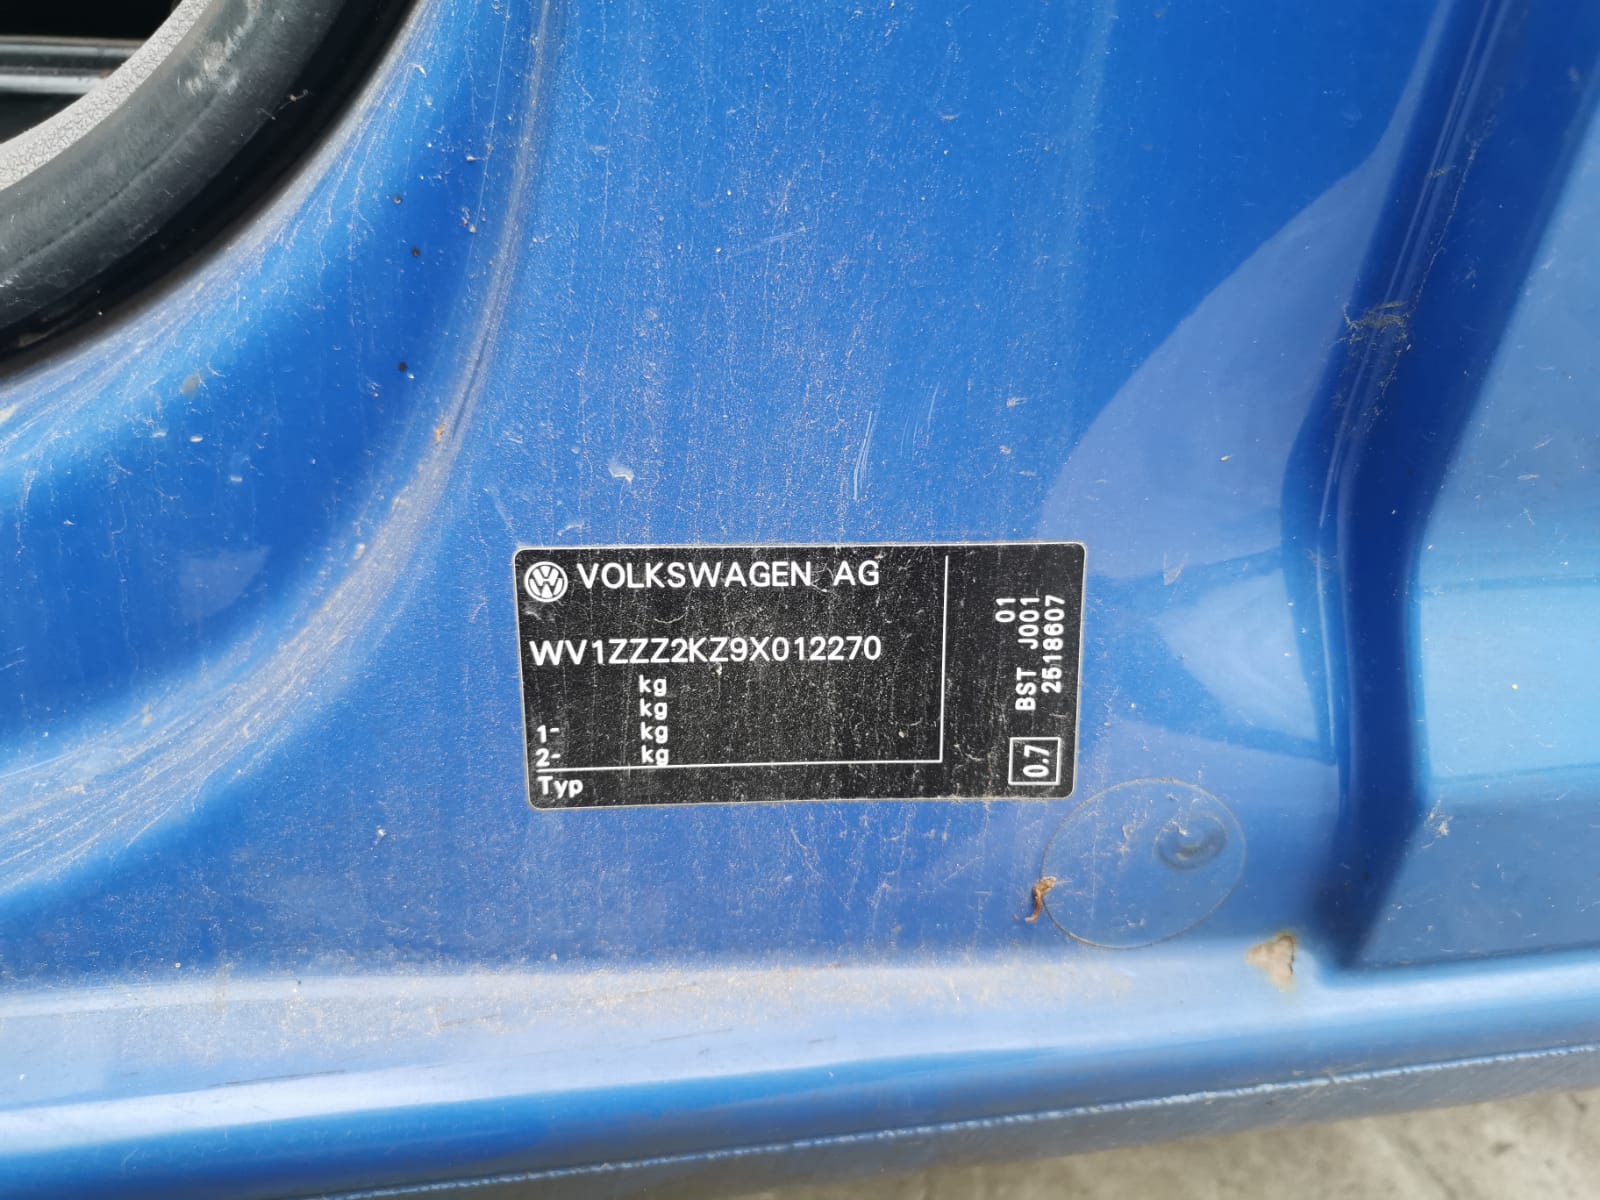 VOLKSWAGEN AG
WV1ZZZ2KZ9X012270
kg
kg
1- kg
2- kg
Typ
01
BST J001
2518607
0.7